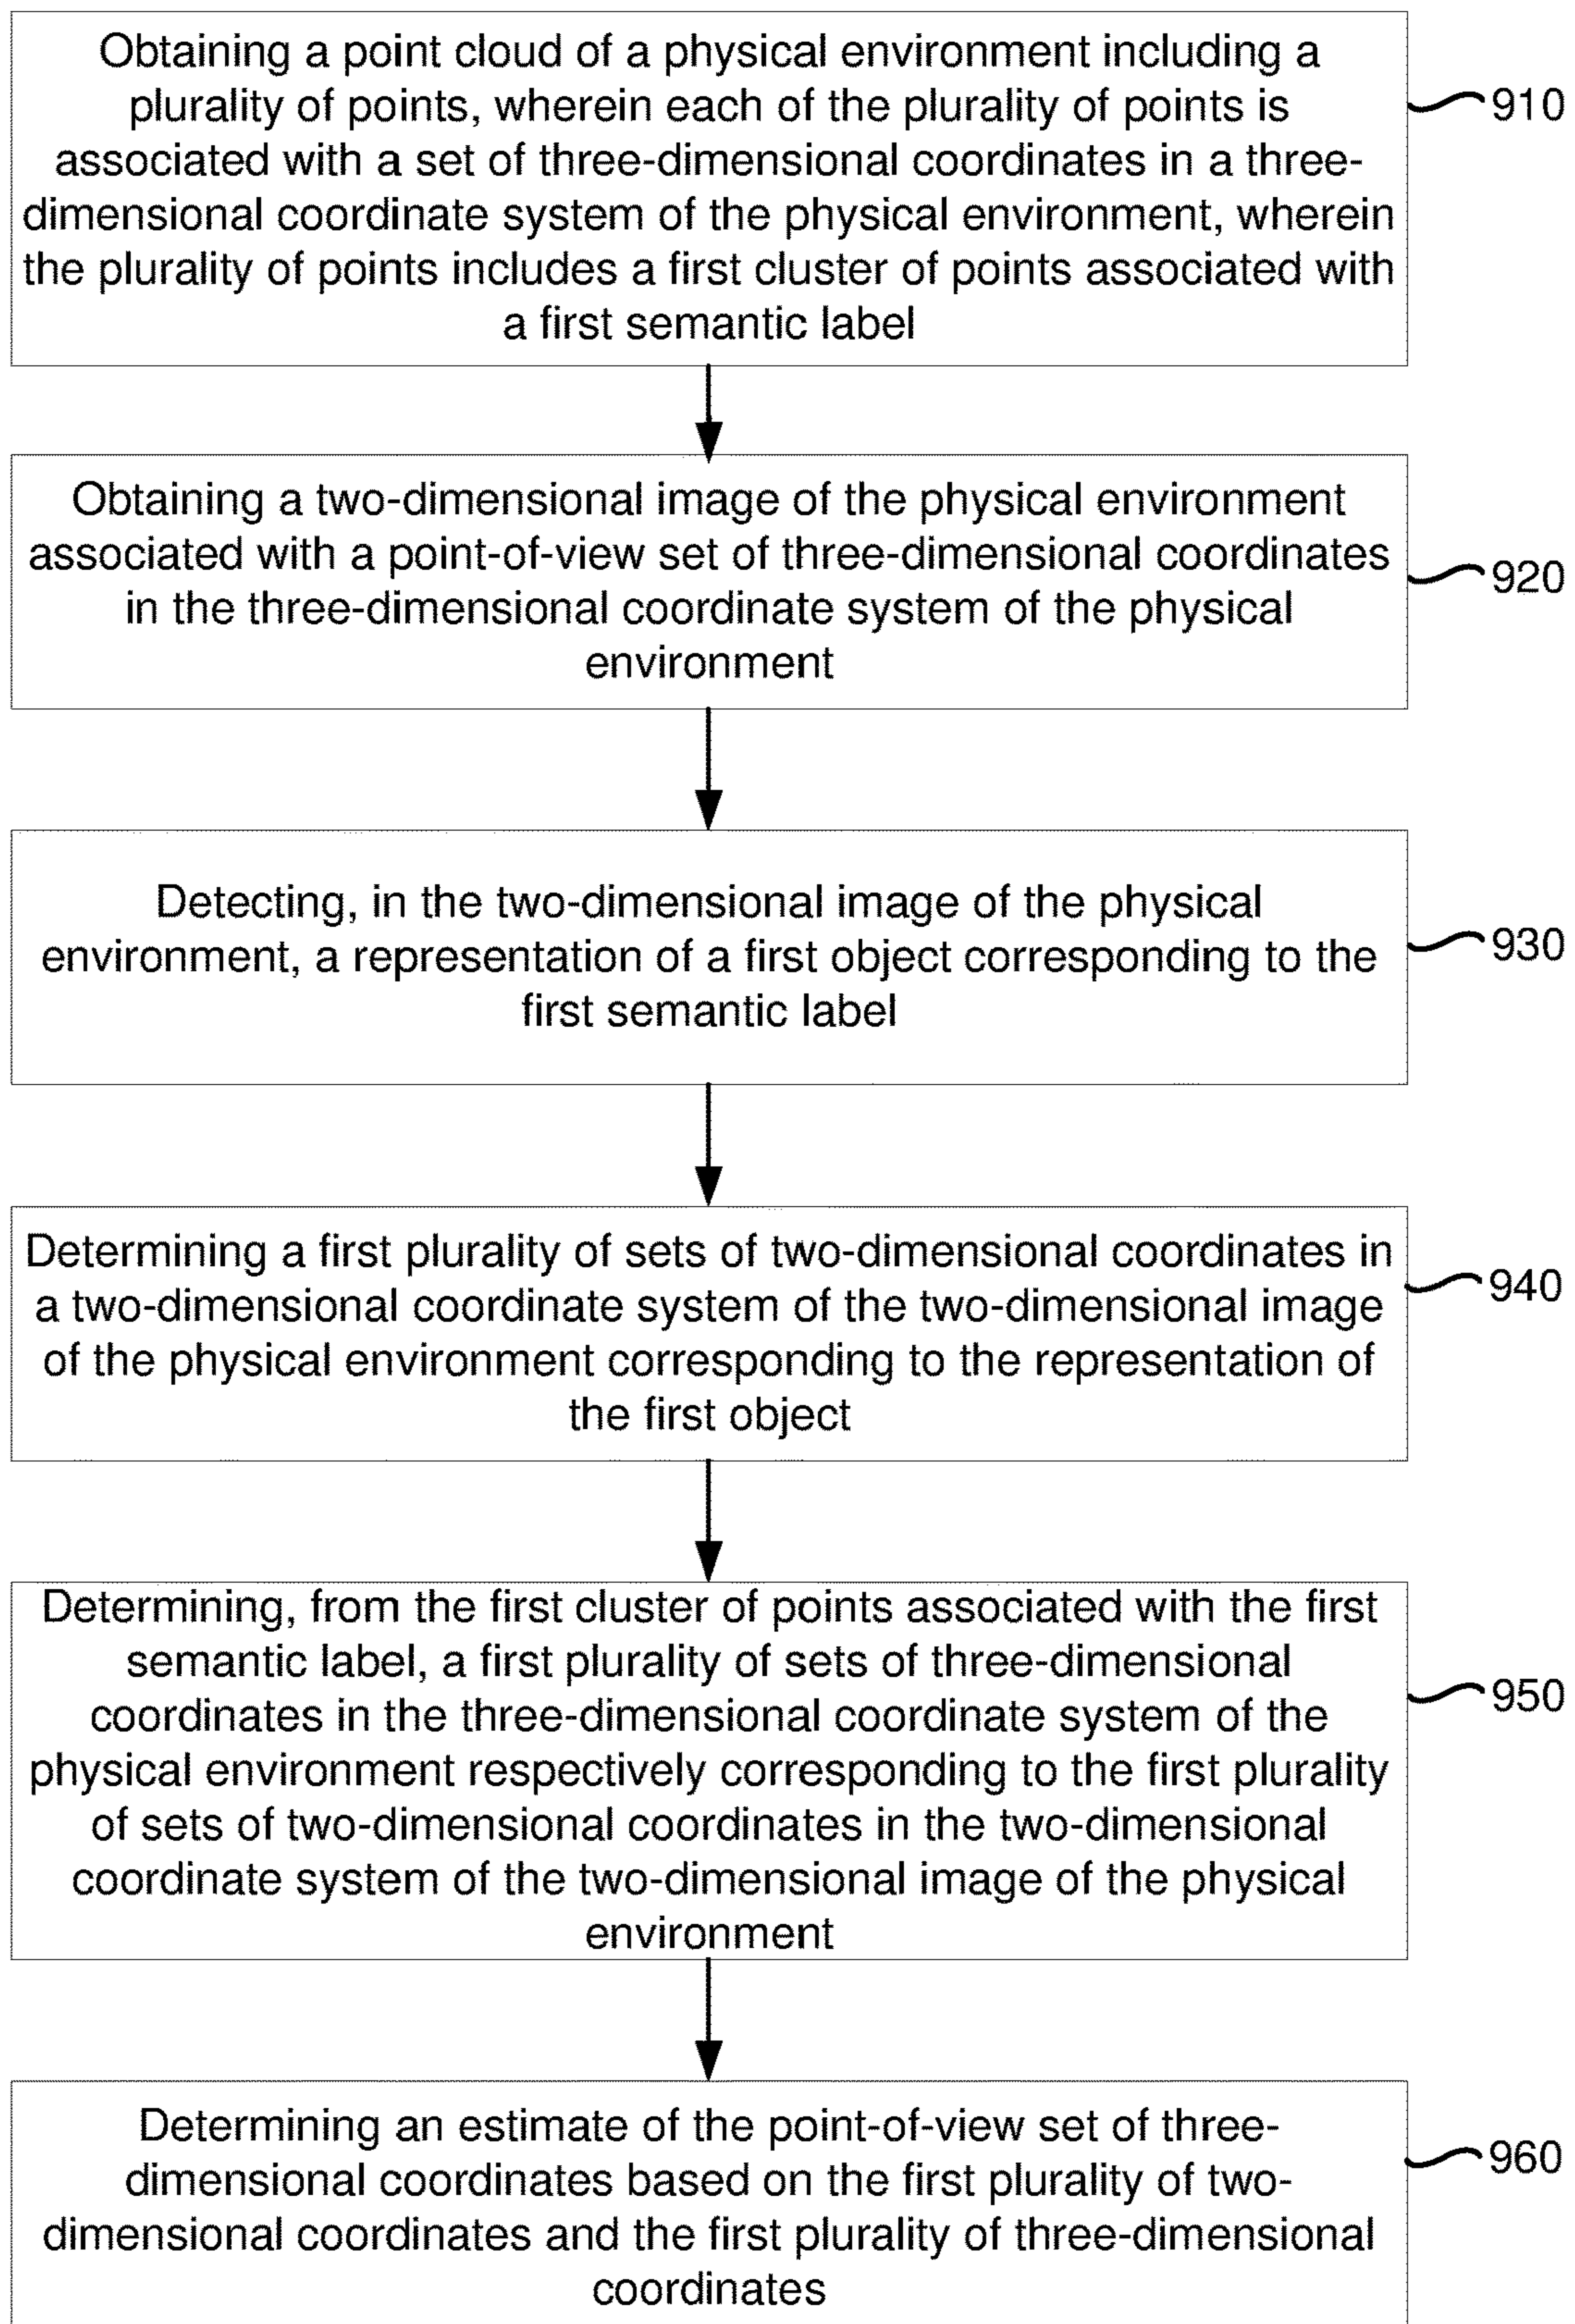 Obtaining a point cloud of a physical environment including a
plurality of points, wherein each of the plurality of points is
associated with a set of three-dimensional coordinates in a three-
dimensional coordinate system of the physical environment, wherein
the plurality of points includes a first cluster of points associated with
a first semantic label
910
Obtaining a two-dimensional image of the physical environment
associated with a point-of-view set of three-dimensional coordinates
in the three-dimensional coordinate system of the physical
environment
920
Detecting, in the two-dimensional image of the physical
environment, a representation of a first object corresponding to the
first semantic label
930
Determining a first plurality of sets of two-dimensional coordinates in
a two-dimensional coordinate system of the two-dimensional image
of the physical environment corresponding to the representation of
the first object
940
Determining, from the first cluster of points associated with the first
semantic label, a first plurality of sets of three-dimensional
coordinates in the three-dimensional coordinate system of the
physical environment respectively corresponding to the first plurality
of sets of two-dimensional coordinates in the two-dimensional
coordinate system of the two-dimensional image of the physical
environment
950
Determining an estimate of the point-of-view set of three-
dimensional coordinates based on the first plurality of two-
dimensional coordinates and the first plurality of three-dimensional
coordinates
960